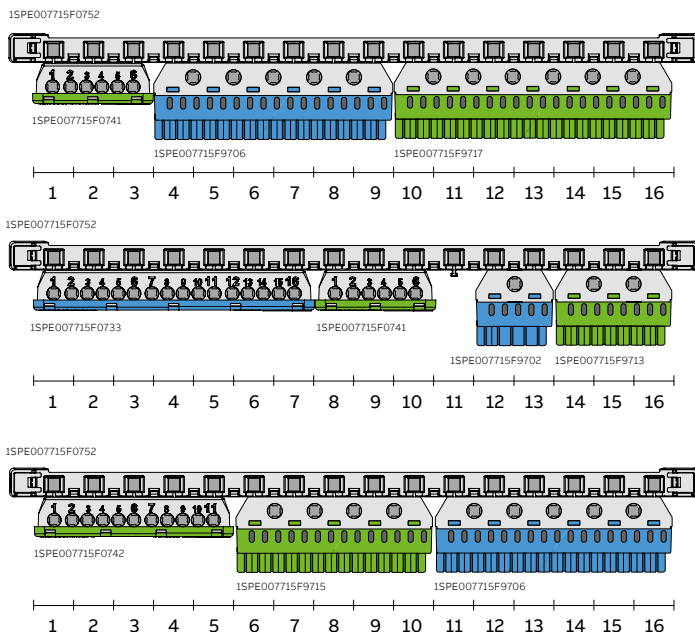 1SPE007715F0752
1 2 3 4 5 6
1SPE007715F0741
1SPE007715F9706
1SPE007715F9717
1 2 3 4 5 6 7 8 9 10 11 12 13 14 15 16
1SPE007715F0752
1 2 3 4 5 6 7 8 9 10 11 12 13 14 15 16
1 2 3 4 5 6
1SPE007715F0733
1SPE007715F0741
1SPE007715F9702
1SPE007715F9713
1 2 3 4 5 6 7 8 9 10 11 12 13 14 15 16
1SPE007715F0752
1 2 3 4 5 6 7 8 9 10 11
1SPE007715F0742
1SPE007715F9715
1SPE007715F9706
1 2 3 4 5 6 7 8 9 10 11 12 13 14 15 16